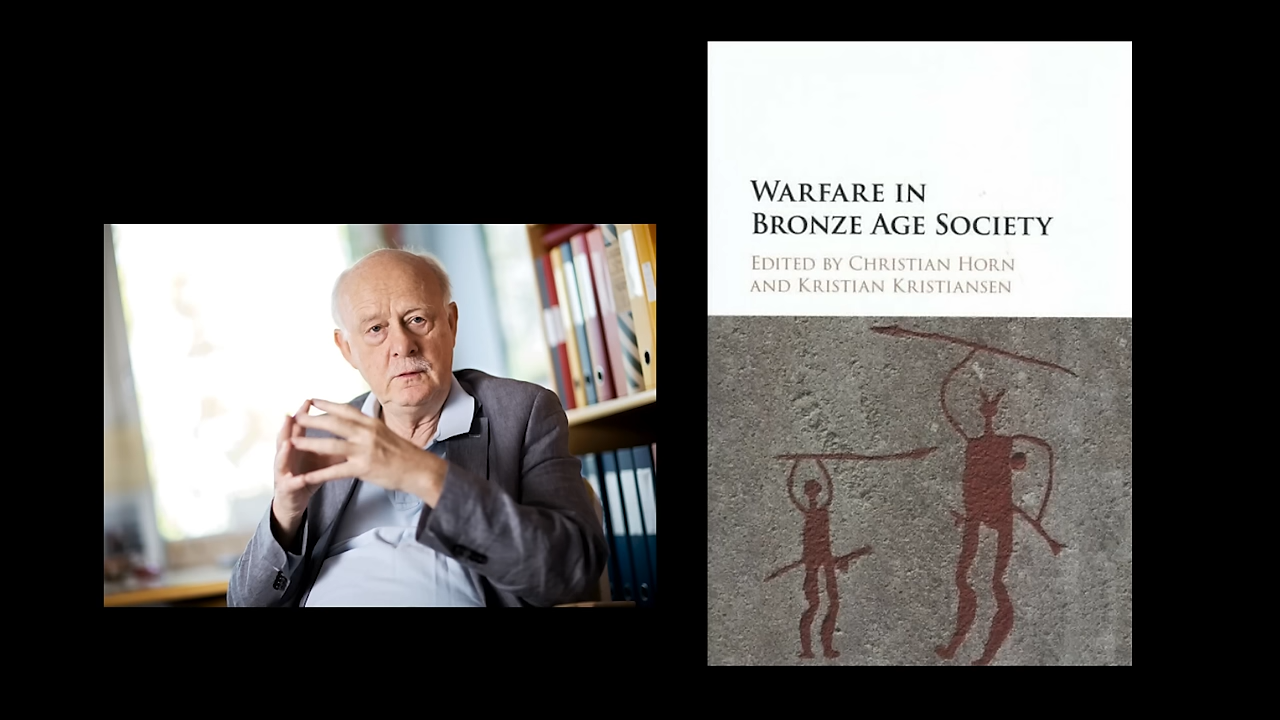 Warfare in
Bronze Age Society
Edited by Christian Horn
and Kristian Kristiansen